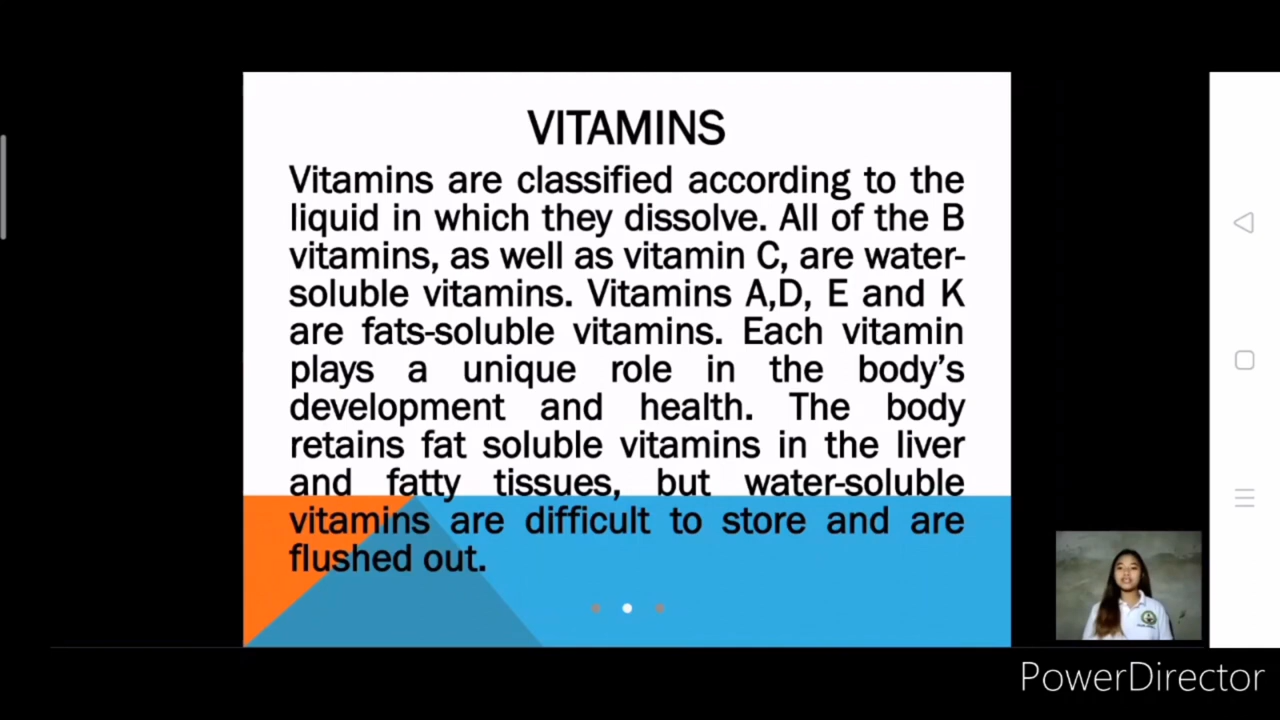 VITAMINS
Vitamins are classified according to the
liquid in which they dissolve. All of the B
vitamins, as well as vitamin C, are water-
soluble vitamins. Vitamins A,D, E and K
are fats-soluble vitamins. Each vitamin
plays a unique role in the body's
development and health. The body
retains fat soluble vitamins in the liver
and fatty tissues, but water-soluble
vitamins are difficult to store and are
flushed out.
PowerDirector